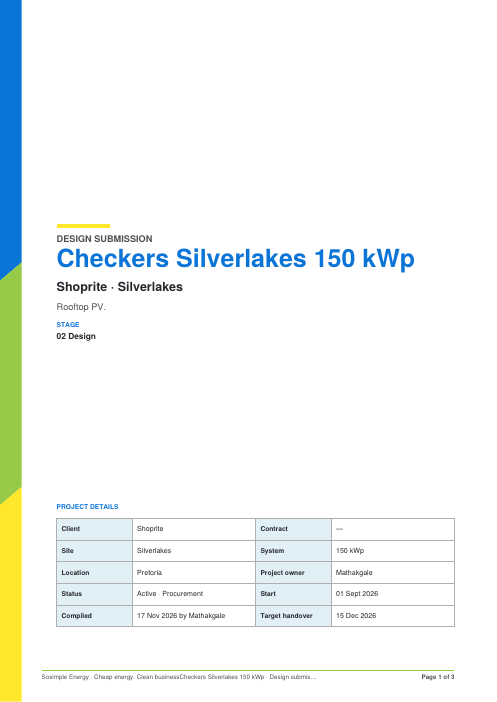 DESIGN SUBMISSION
Checkers Silverlakes 150 kWp
Shoprite · Silverlakes
Rooftop PV.
STAGE
02 Design
PROJECT DETAILS
Client Shoprite Contract —
Site Silverlakes System 150 kWp
Location Pretoria Project owner Mathakgale
Status Active · Procurement Start 01 Sept 2026
Compiled 17 Nov 2026 by Mathakgale Target handover 15 Dec 2026
Sosimple Energy · Cheap energy. Clean businessCheckers Silverlakes 150 kWp · Design submis... Page 1 of 3